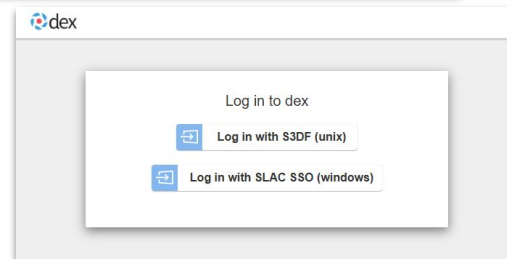 dex
Log in to dex
Log in with S3DF (unix)
Log in with SLAC SSO (windows)